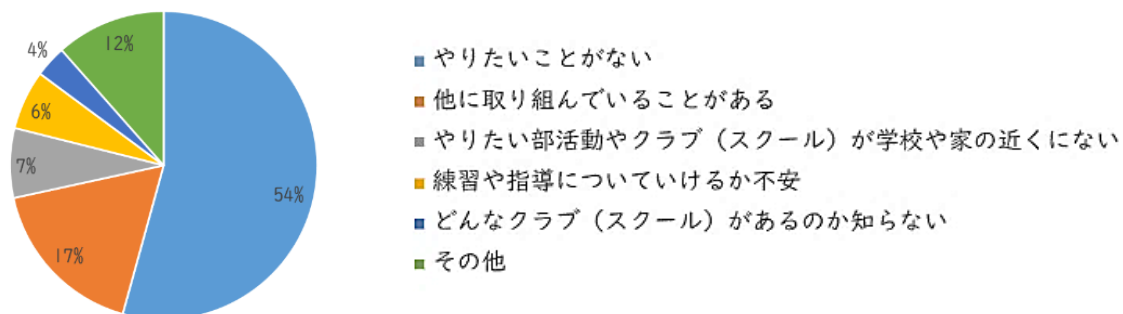 12%
4%
6%
7%
17%
54%
やりたいことがない
他に取り組んでいることがある
やりたい部活動やクラブ（スクール）が学校や家の近くにない
練習や指導についていけるか不安
どんなクラブ（スクール）があるのか知らない
その他